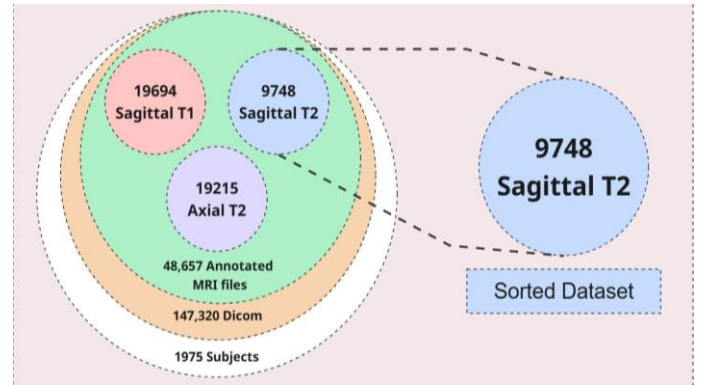 19694
Sagittal T1
9748
Sagittal T2
19215
Axial T2
48,657 Annotated
MRI files
147,320 Dicom
1975 Subjects
9748
Sagittal T2
Sorted Dataset